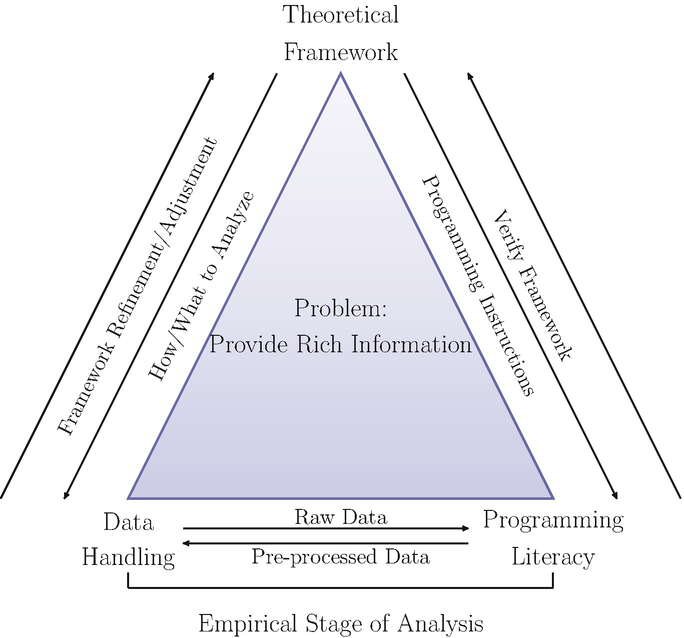 Theoretical
Framework
Framework Refinement/Adjustment
How/What to Analyze
Programming Instructions
Verify Framework
Problem:
Provide Rich Information
Data
Handling
Raw Data
Pre-processed Data
Programming
Literacy
Empirical Stage of Analysis